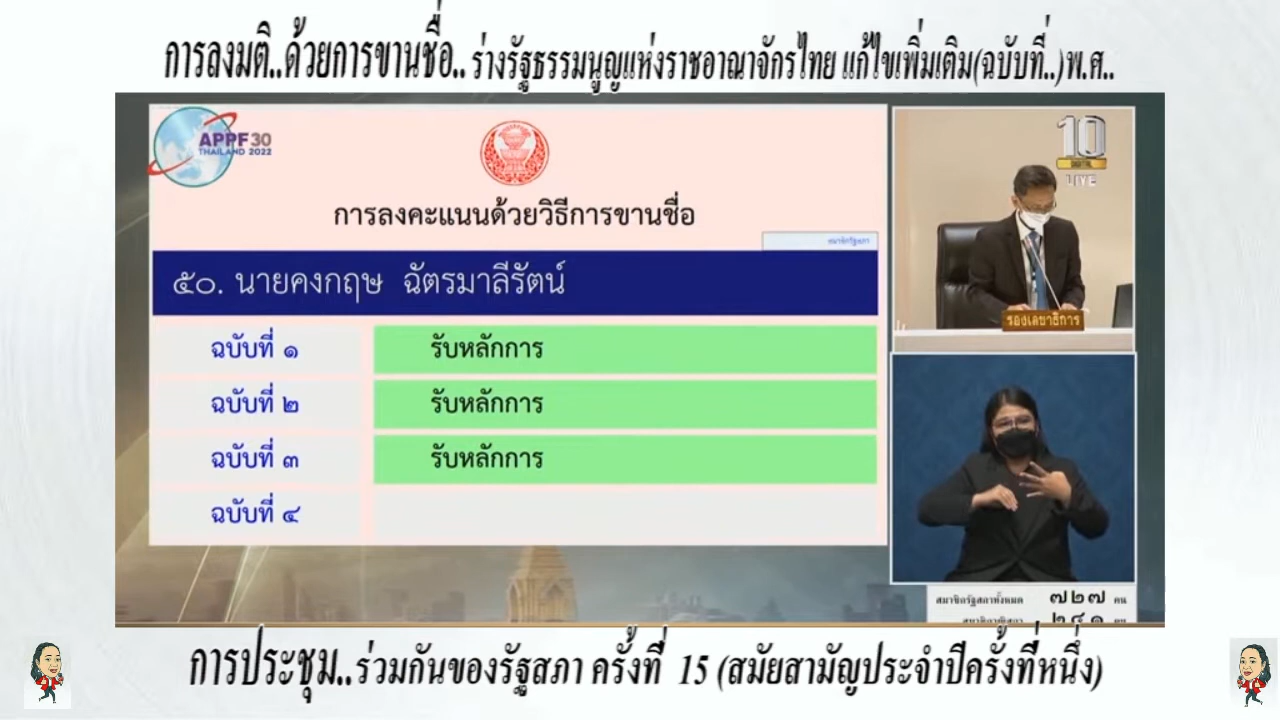 การลงมติ..ด้วยการขานชื่อ.. ร่างรัฐธรรมนูญแห่งราชอาณาจักรไทย แก้ไขเพิ่มเติม(ฉบับที่..)พ.ศ..
APPF30
THAILAND 2022
การลงคะแนนด้วยวิธีการขานชื่อ
สมาชิกรัฐสภา
๕๐. นายคงกฤษ ฉัตรมาลีรัตน์
ฉบับที่ ๑ รับหลักการ
ฉบับที่ ๒ รับหลักการ
ฉบับที่ ๓ รับหลักการ
ฉบับที่ ๔
10
DIGITAL
LIVE
รองเลขาธิการ
สมาชิกรัฐสภาทั้งหมด ๗๒๗ คน
การประชุม..ร่วมกันของรัฐสภา ครั้งที่ 15 (สมัยสามัญประจำปีครั้งที่หนึ่ง)